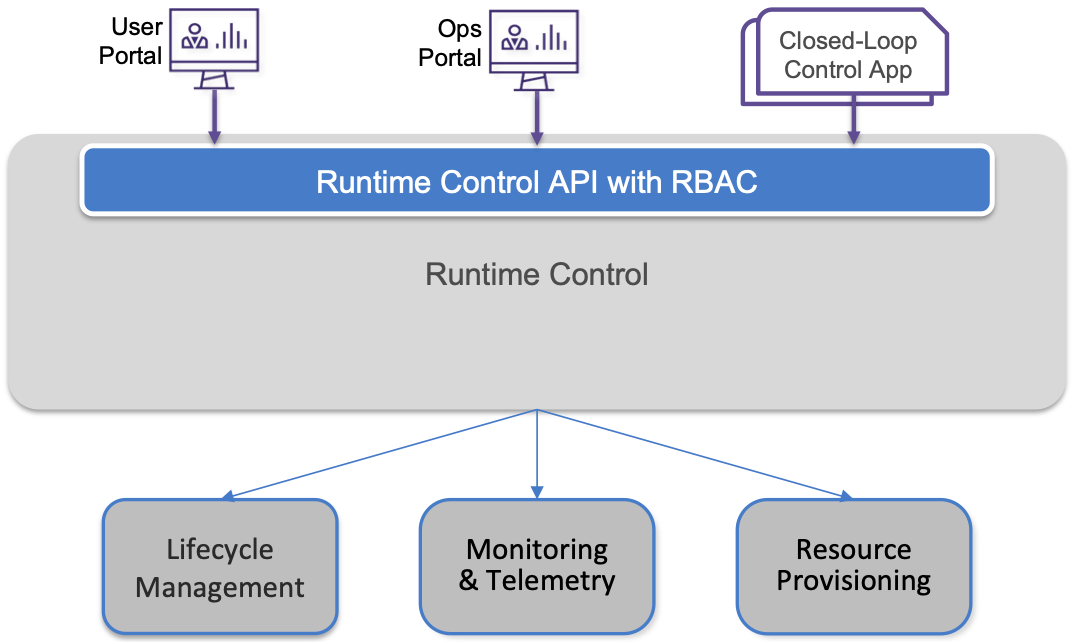 User
Portal
Ops
Portal
Closed-Loop
Control App
Runtime Control API with RBAC
Runtime Control
Lifecycle
Management
Monitoring
& Telemetry
Resource
Provisioning